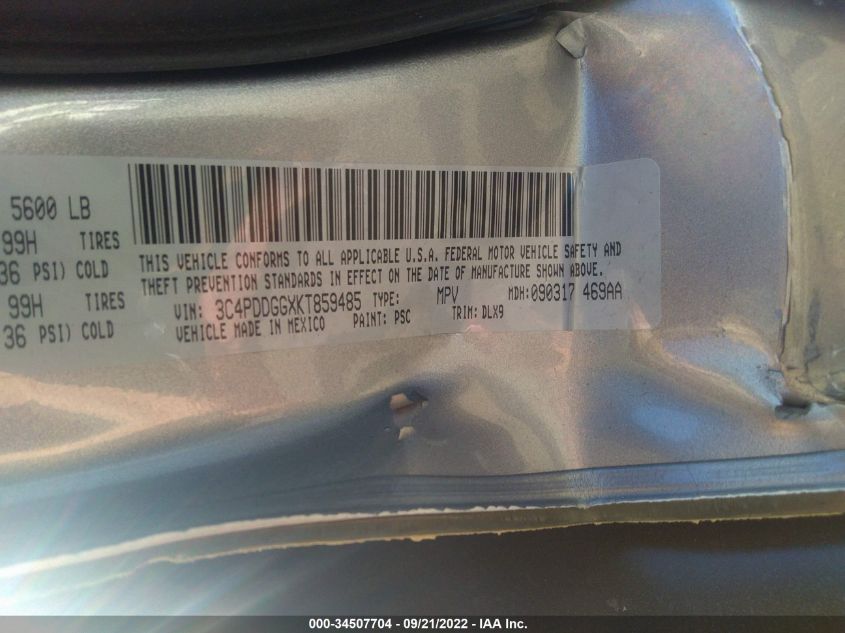 5600 LB
99H TIRES
36 PSI) COLD
99H TIRES
36 PSI) COLD
THIS VEHICLE CONFORMS TO ALL APPLICABLE U.S.A. FEDERAL MOTOR VEHICLE SAFETY AND
THEFT PREVENTION STANDARDS IN EFFECT ON THE DATE OF MANUFACTURE SHOWN ABOVE.
VIN: 3C4PDDGGXKT859485 TYPE: MPV MDH:090317 469AA
VEHICLE MADE IN MEXICO PAINT: PSC TRIM: DLX9
000-34507704 - 09/21/2022 - IAA Inc.